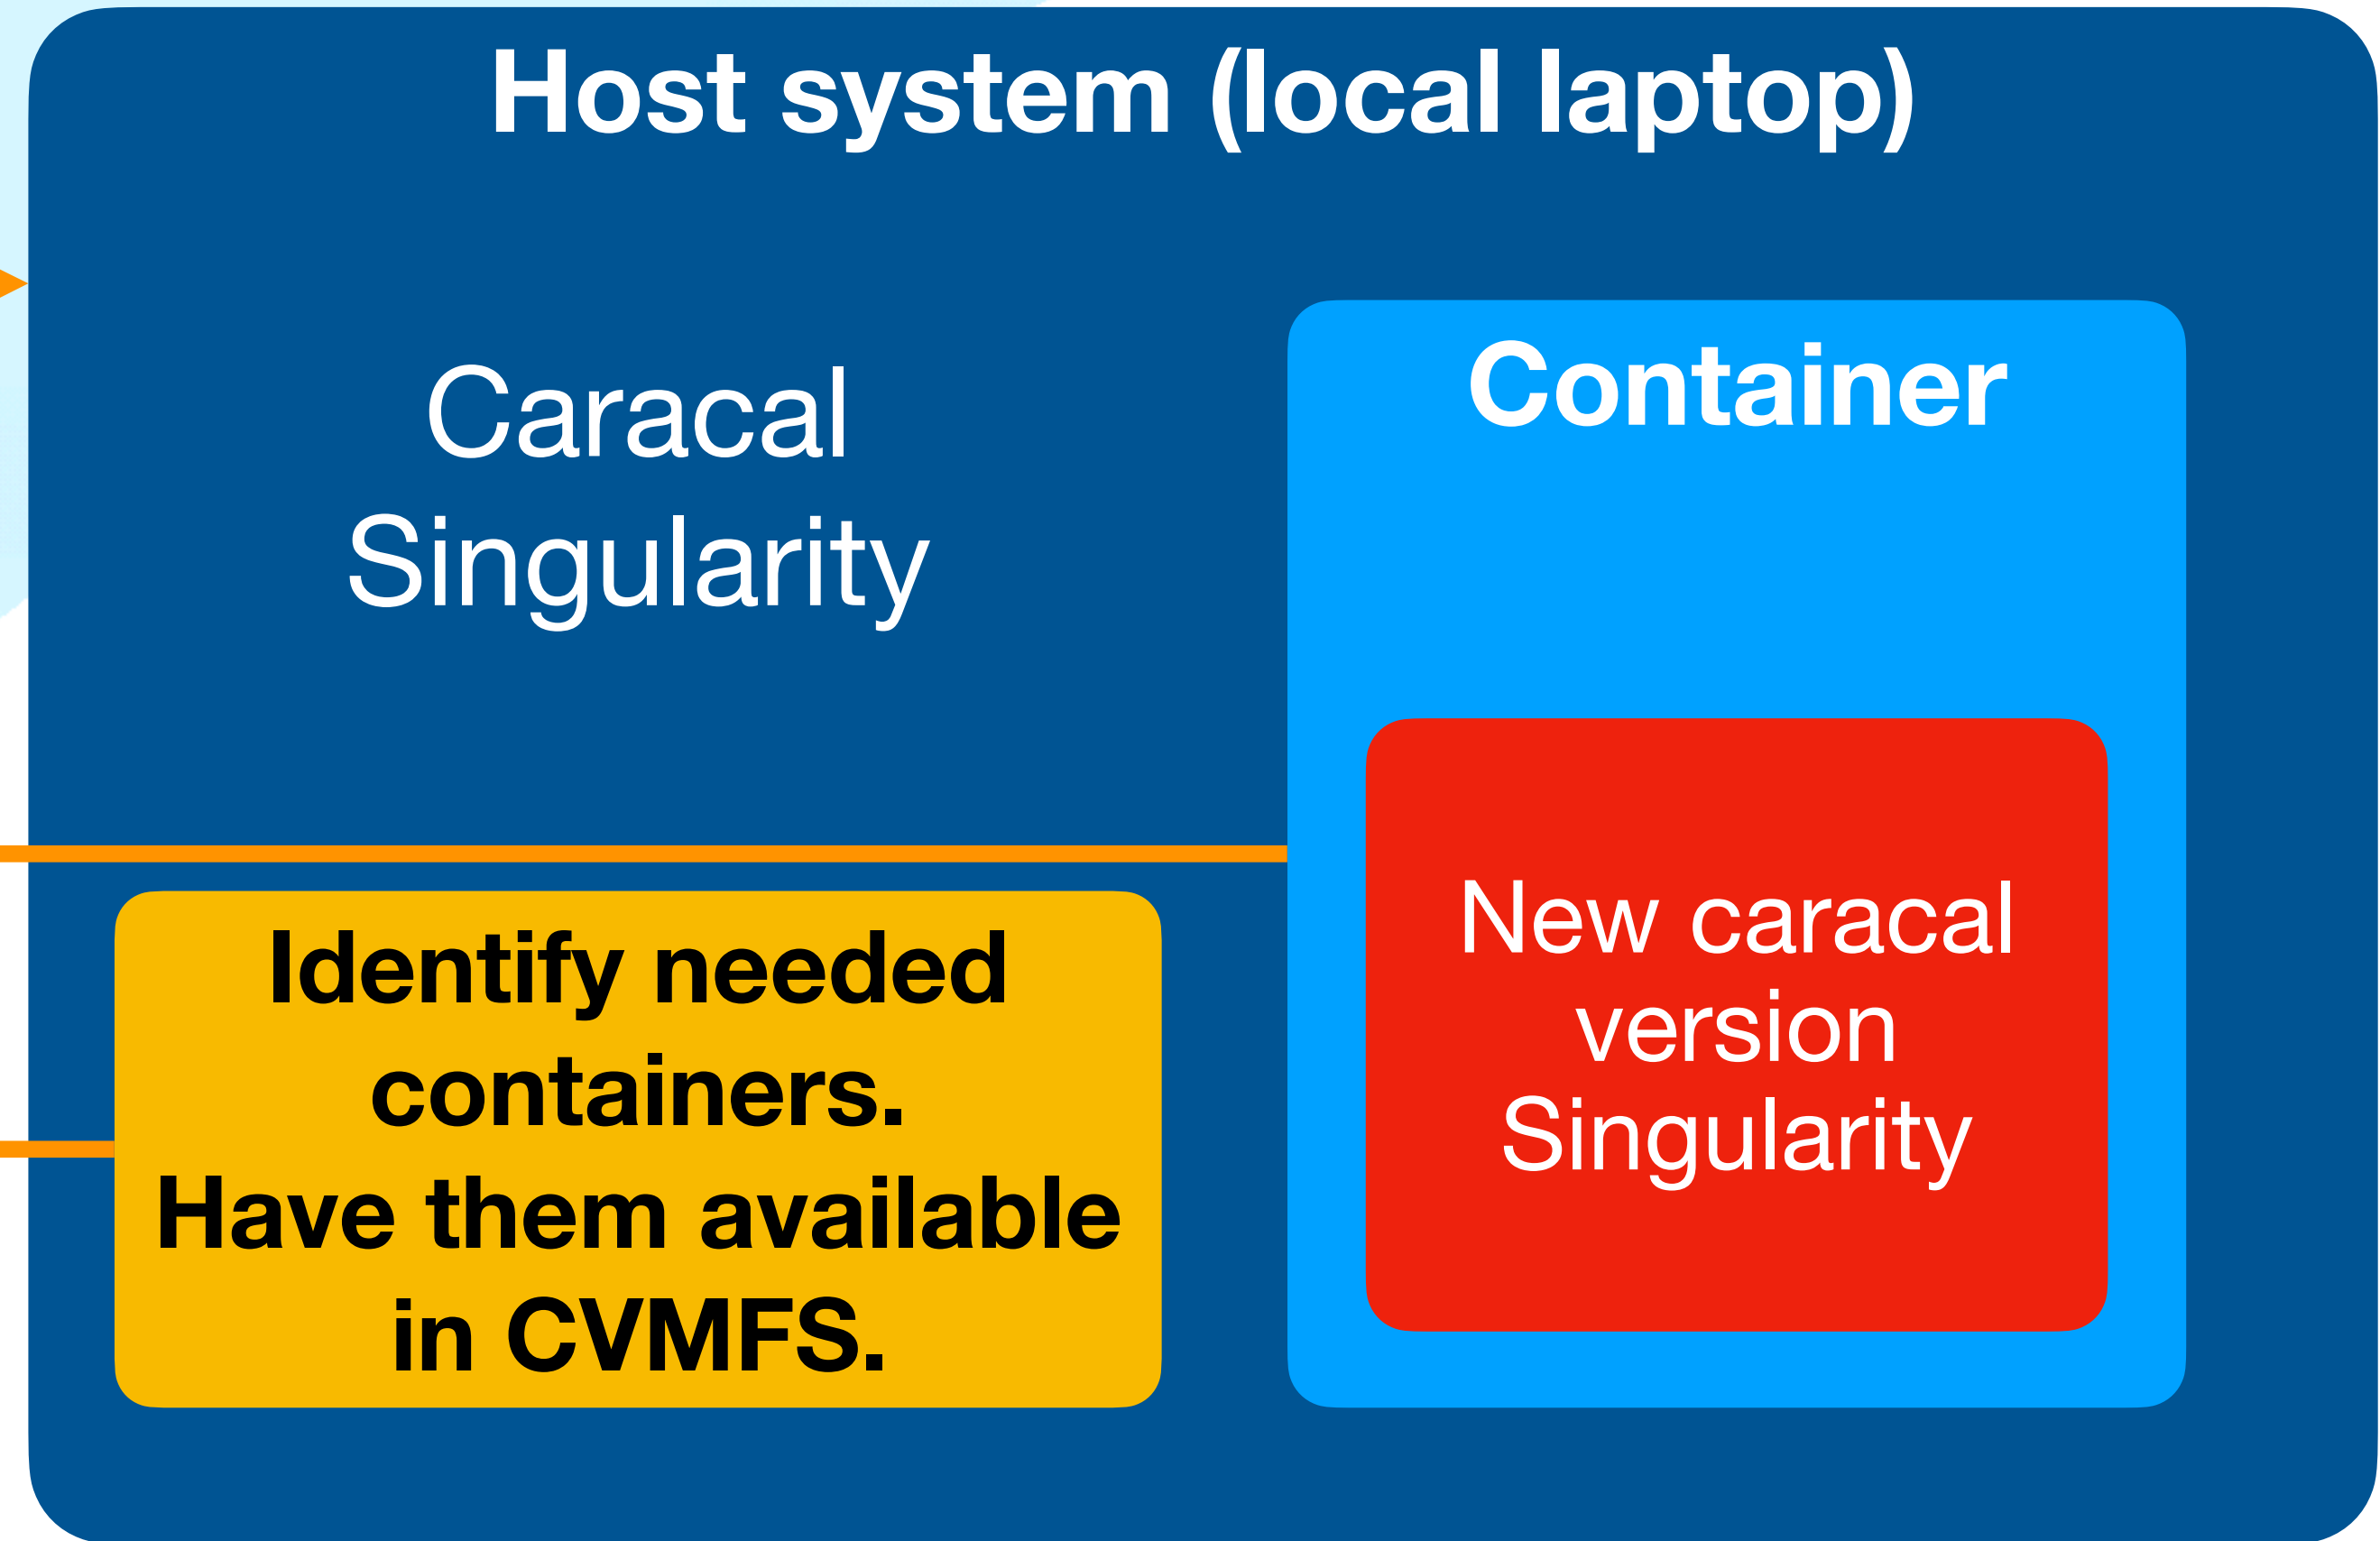 Host system (local laptop)
Caracal
Singularity
Container
New caracal
version
Singularity
Identify needed
containers.
Have them available
in CVMFS.